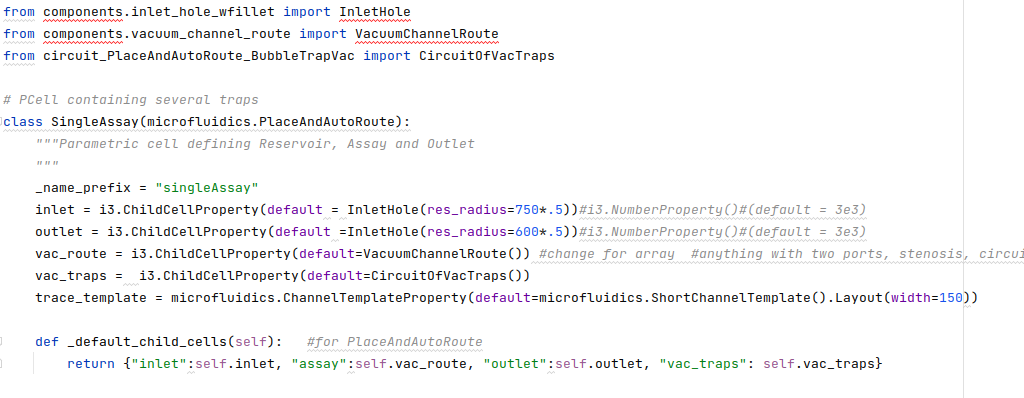 from components.inlet_hole_wfillet import InletHole
from components.vacuum_channel_route import VacuumChannelRoute
from circuit_PlaceAndAutoRoute_BubbleTrapVac import CircuitOfVacTraps
# PCell containing several traps
class SingleAssay(microfluidics.PlaceAndAutoRoute):
    """Parametric cell defining Reservoir, Assay and Outlet
    """
    _name_prefix = "singleAssay"
    inlet = i3.ChildCellProperty(default = InletHole(res_radius=750*.5))#i3.NumberProperty()#(default = 3e3)
    outlet = i3.ChildCellProperty(default =InletHole(res_radius=600*.5))#i3.NumberProperty()#(default = 3e3)
    vac_route = i3.ChildCellProperty(default=VacuumChannelRoute()) #change for array  #anything with two ports, stenosis, circui
    vac_traps =  i3.ChildCellProperty(default=CircuitOfVacTraps())
    trace_template = microfluidics.ChannelTemplateProperty(default=microfluidics.ShortChannelTemplate().Layout(width=150))
    def _default_child_cells(self):   #for PlaceAndAutoRoute
        return {"inlet":self.inlet, "assay":self.vac_route, "outlet":self.outlet, "vac_traps": self.vac_traps}